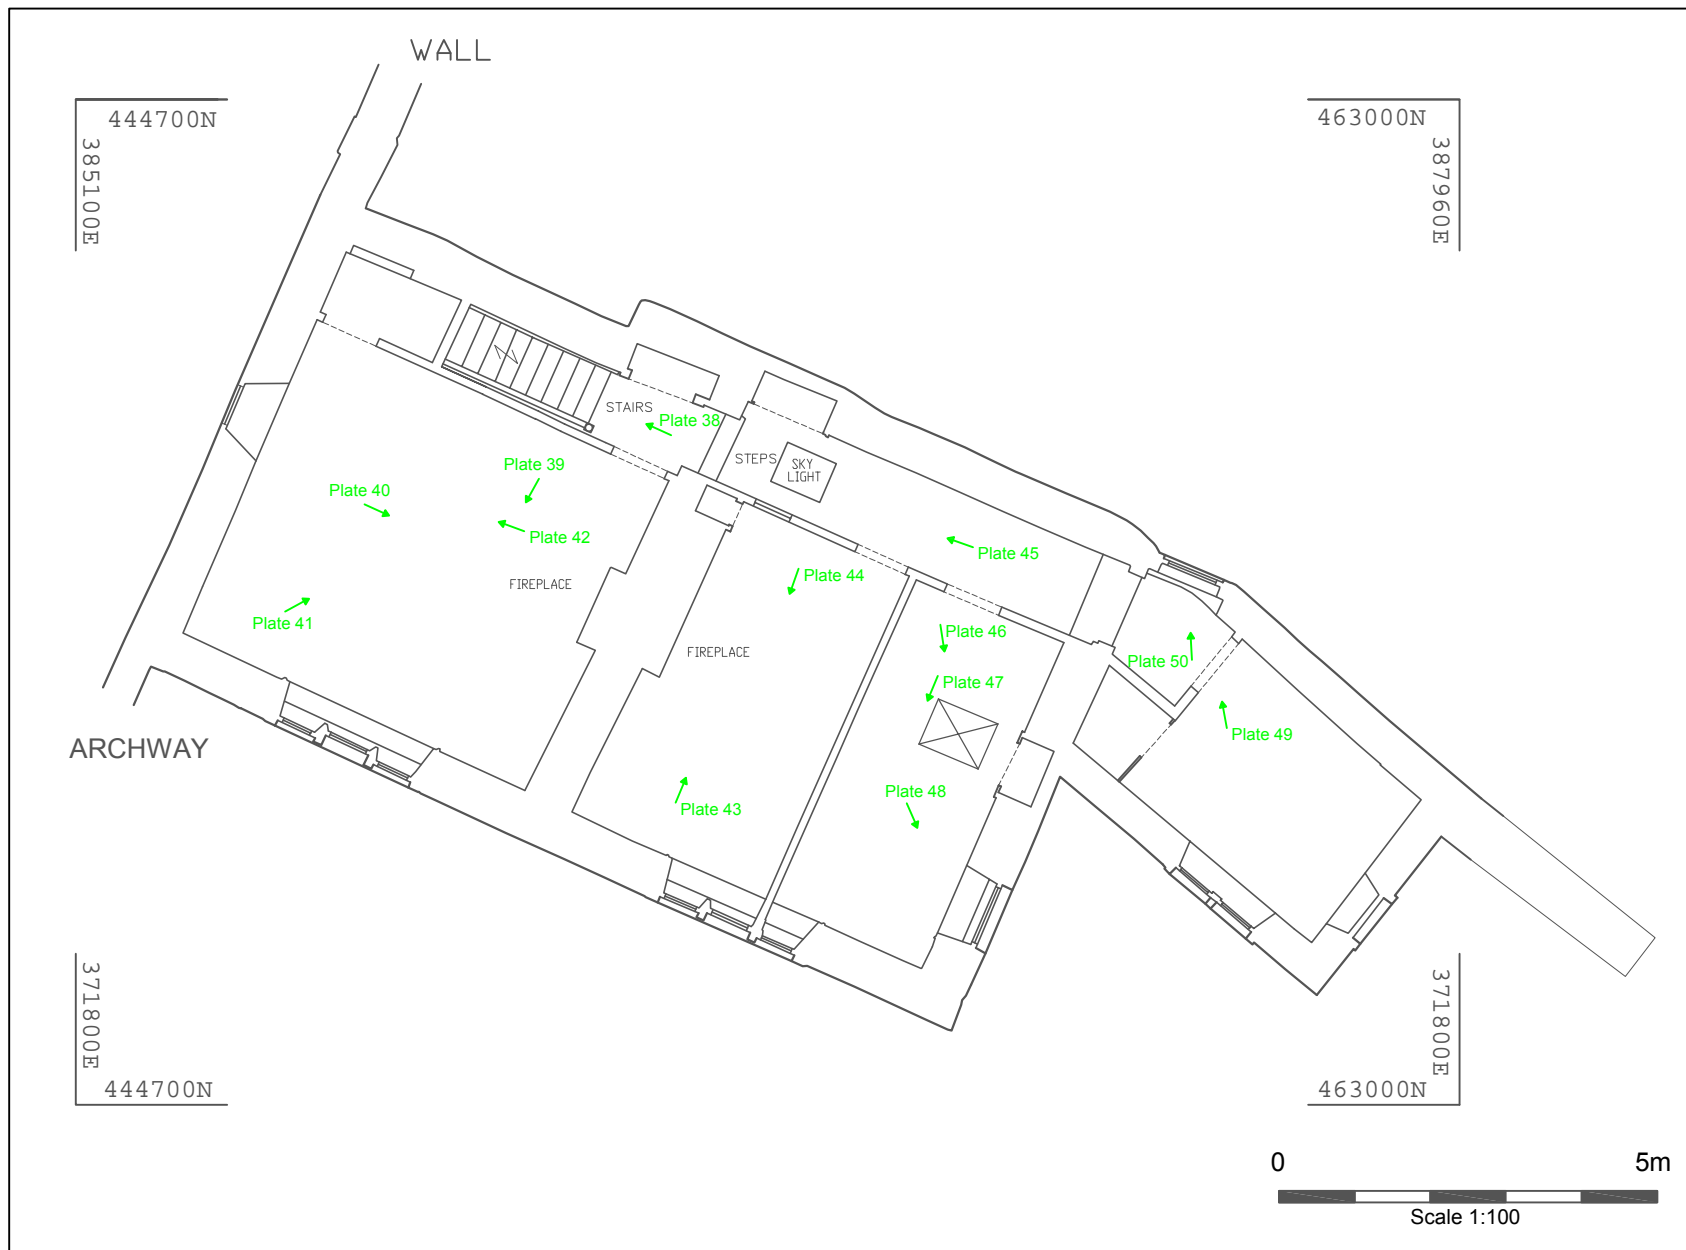 WALL
444700N
463000N
385100E
387960E
STAIRS
Plate 38
STEPS
SKY
LIGHT
Plate 39
Plate 40
Plate 42
Plate 45
FIREPLACE
Plate 44
Plate 41
Plate 46
FIREPLACE
Plate 50
Plate 47
Plate 49
ARCHWAY
Plate 48
Plate 43
371800E
371800E
444700N
463000N
0 5m
Scale 1:100